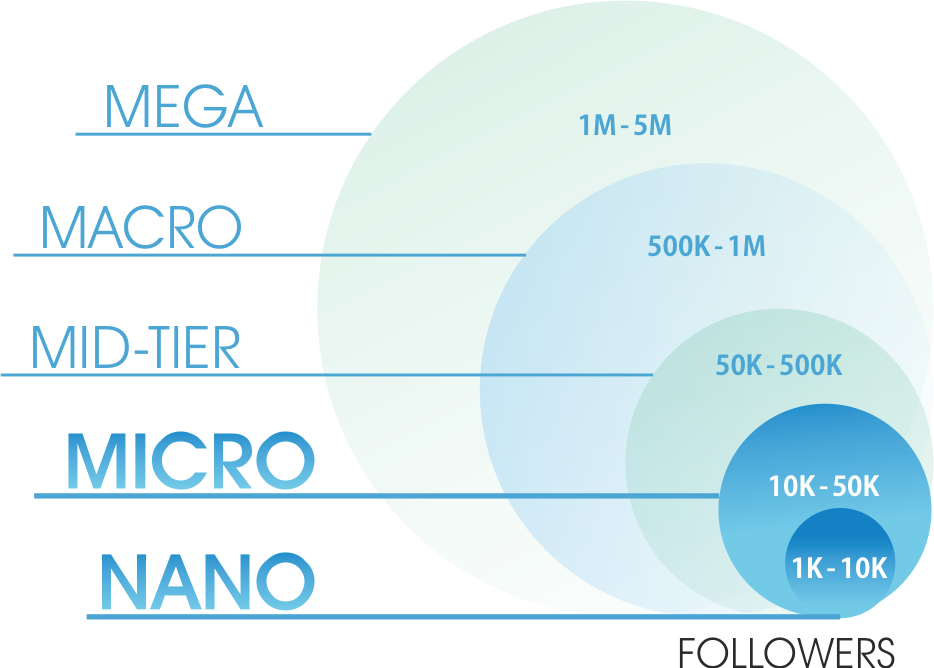 MEGA
1M - 5M
MACRO
500K - 1M
MID-TIER
50K - 500K
MICRO
10K - 50K
NANO
1K - 10K
FOLLOWERS